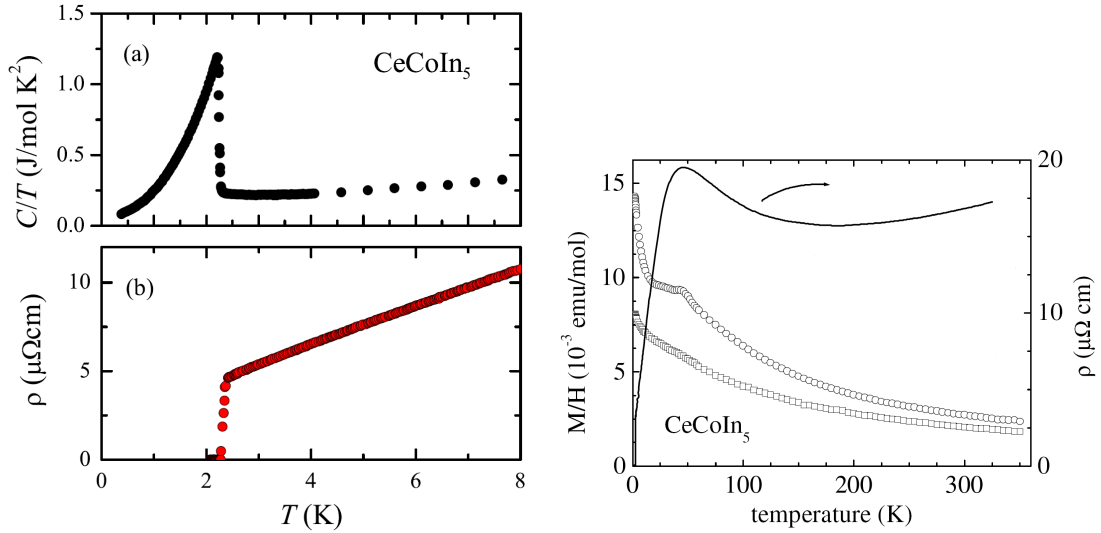 (a)
CeCoIn₅
C/T (J/mol K²)
1.5
1.0
0.5
0.0
(b)
ρ (μΩcm)
10
5
0
0
2
4
6
8
T (K)
M/H (10⁻³ emu/mol)
15
10
5
0
CeCoIn₅
20
10
0
ρ (μΩ cm)
0
100
200
300
temperature (K)